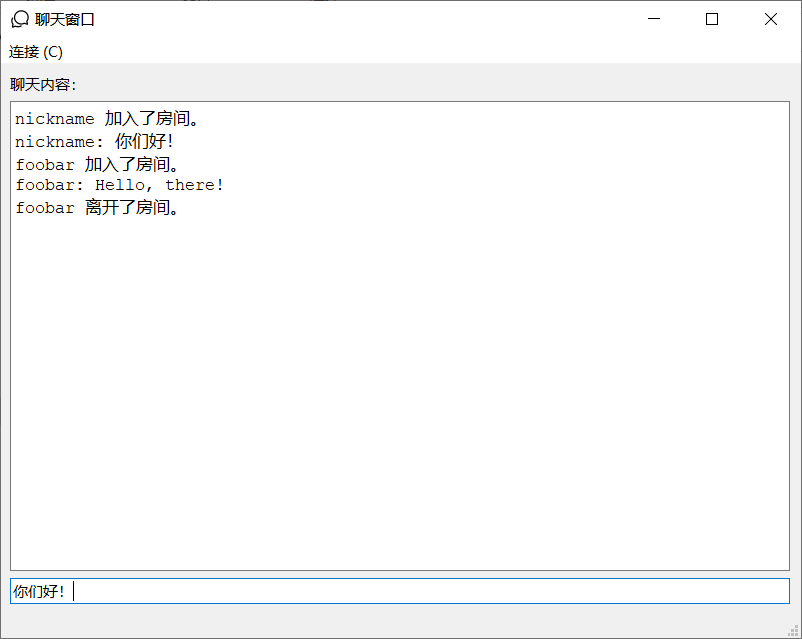 聊天窗口
连接 (C)
聊天内容：
nickname 加入了房间。
nickname: 你们好！
foobar 加入了房间。
foobar: Hello, there!
foobar 离开了房间。
你们好！